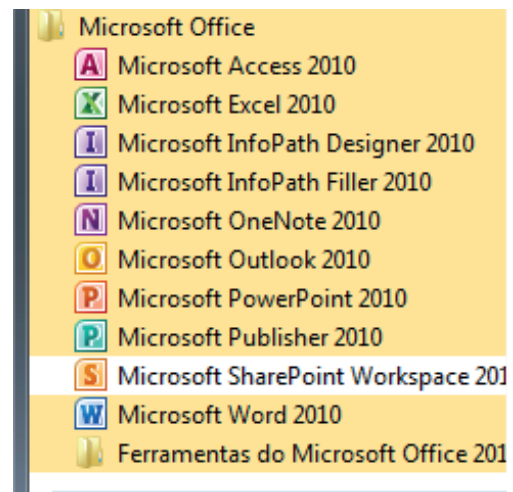 Microsoft Office
Microsoft Access 2010
Microsoft Excel 2010
Microsoft InfoPath Designer 2010
Microsoft InfoPath Filler 2010
Microsoft OneNote 2010
Microsoft Outlook 2010
Microsoft PowerPoint 2010
Microsoft Publisher 2010
Microsoft SharePoint Workspace 201
Microsoft Word 2010
Ferramentas do Microsoft Office 201